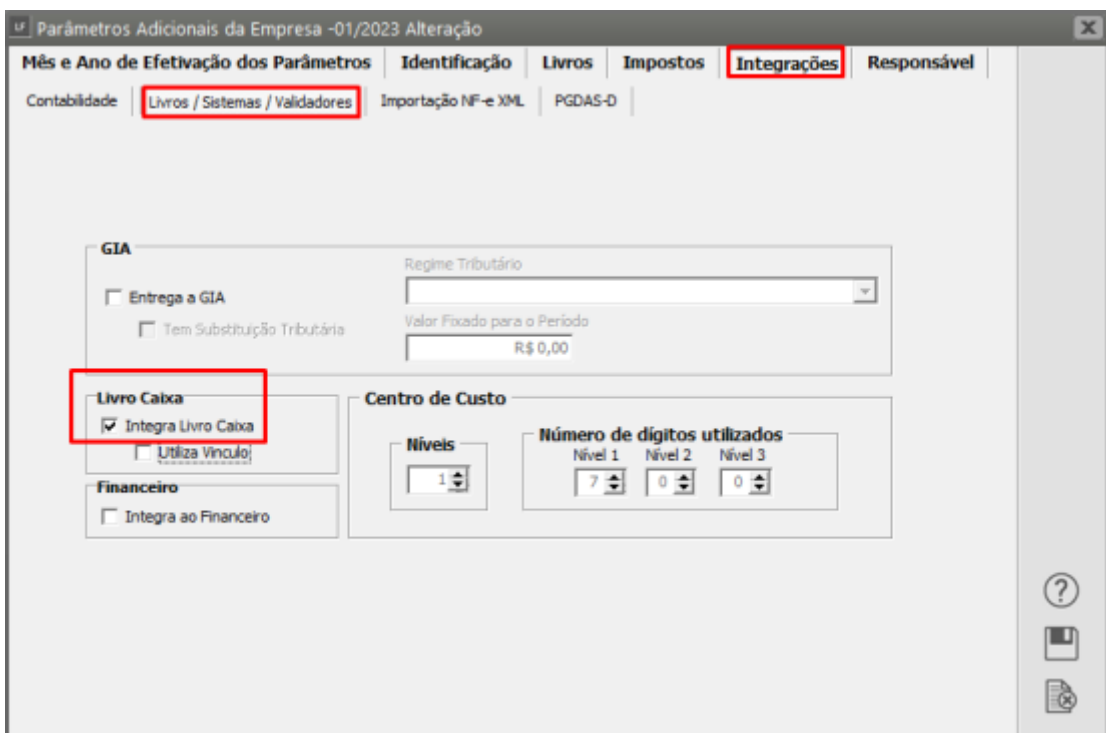 LF Parâmetros Adicionais da Empresa -01/2023 Alteração
Mês e Ano de Efetivação dos Parâmetros Identificação Livros Impostos Integrações Responsável
Contabilidade Livros / Sistemas / Validadores Importação NF-e XML PGDAS-D
GIA
Regime Tributário
Entrega a GIA
Tem Substituição Tributária
Valor Fixado para o Período
R$ 0,00
Livro Caixa
Integra Livro Caixa
Utiliza Vinculo
Financeiro
Integra ao Financeiro
Centro de Custo
Níveis
1
Número de dígitos utilizados
Nível 1 Nível 2 Nível 3
7 0 0